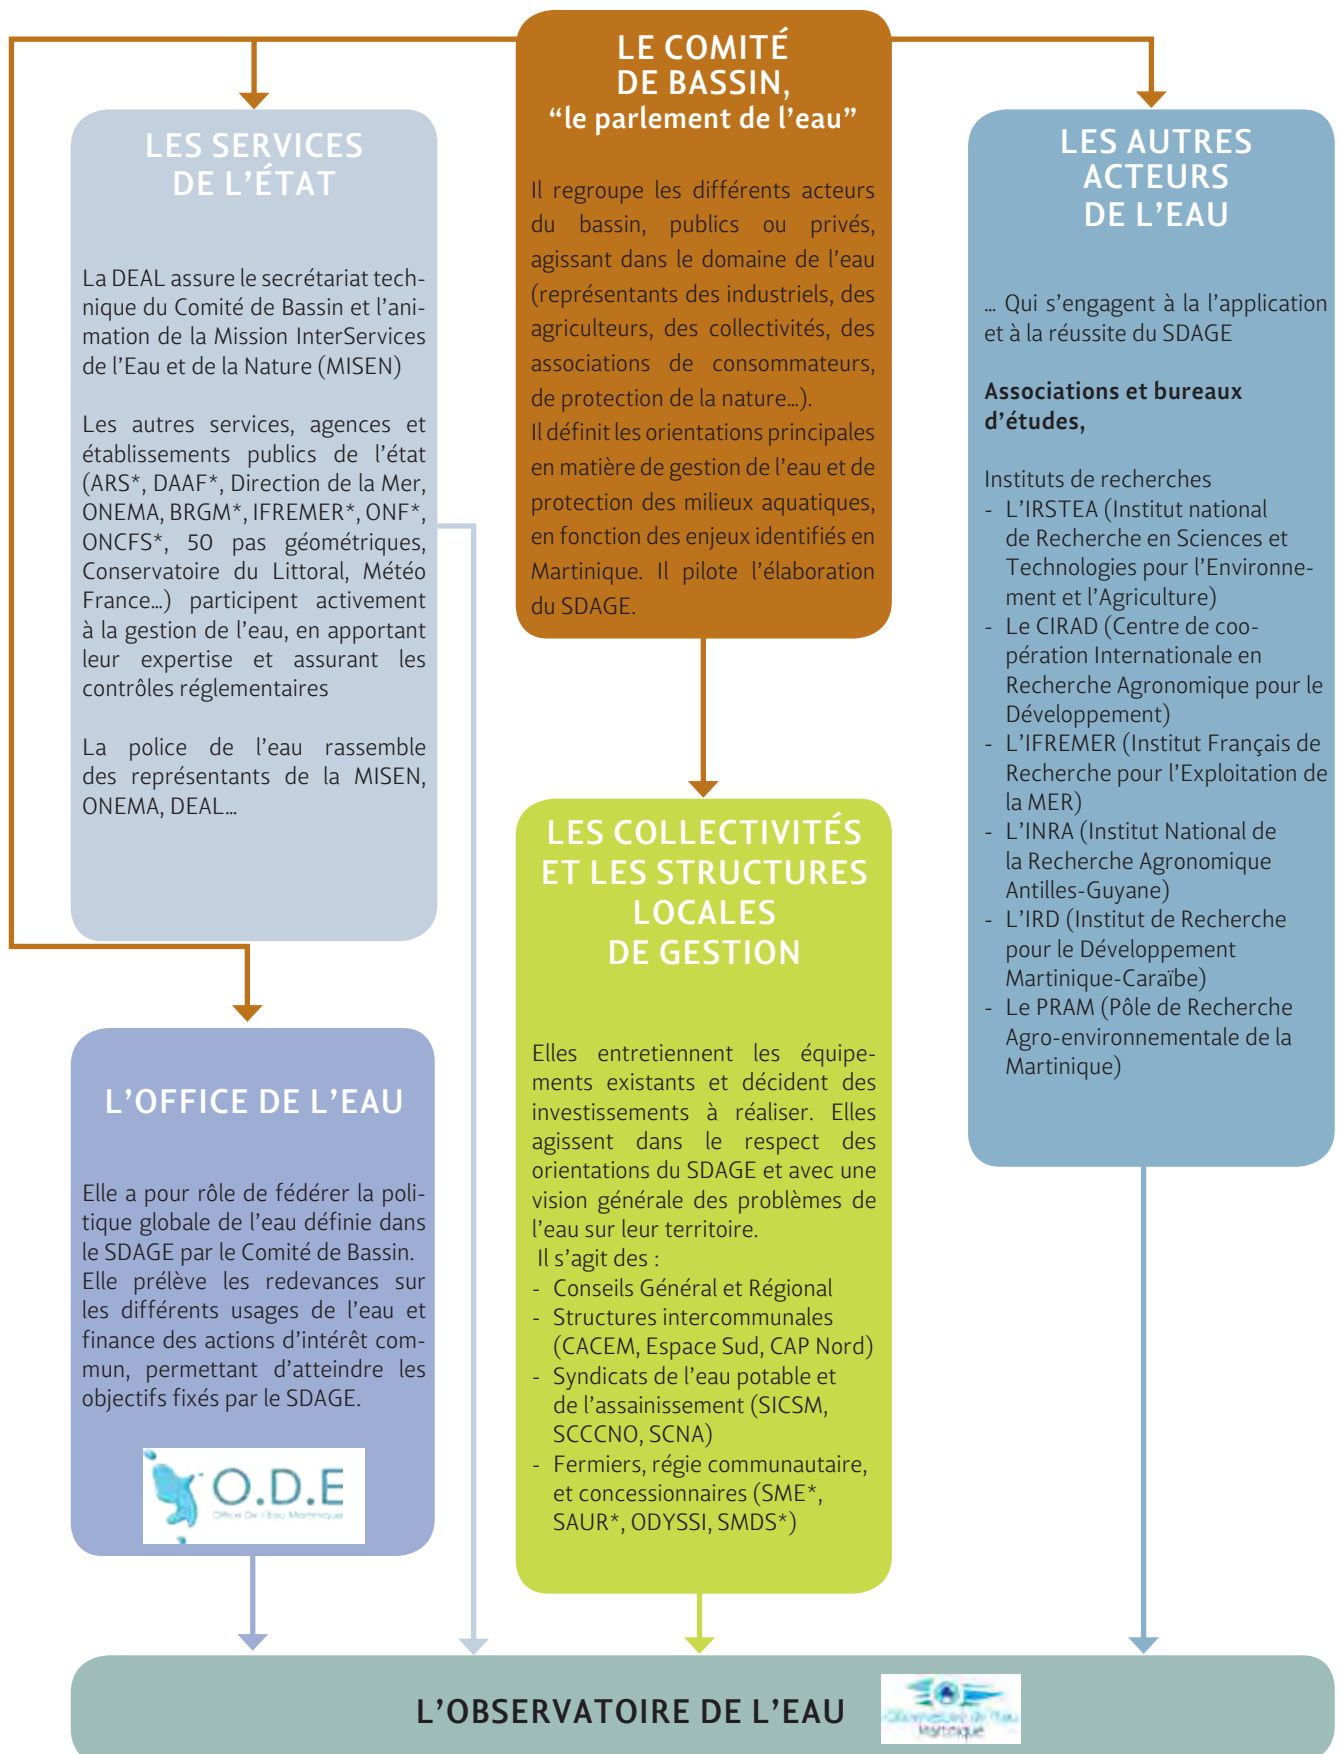 LE COMITÉ
DE BASSIN,
“le parlement de l’eau”
Il regroupe les différents acteurs
du bassin, publics ou privés,
agissant dans le domaine de l’eau
(représentants des industriels, des
agriculteurs, des collectivités, des
associations de consommateurs,
de protection de la nature…).
Il définit les orientations principales
en matière de gestion de l’eau et de
protection des milieux aquatiques,
en fonction des enjeux identifiés en
Martinique. Il pilote l’élaboration
du SDAGE.
LES SERVICES
DE L’ÉTAT
La DEAL assure le secrétariat tech-
nique du Comité de Bassin et l’ani-
mation de la Mission InterServices
de l’Eau et de la Nature (MISEN)
Les autres services, agences et
établissements publics de l’état
(ARS*, DAAF*, Direction de la Mer,
ONEMA, BRGM*, IFREMER*, ONF*,
ONCFS*, 50 pas géométriques,
Conservatoire du Littoral, Météo
France…) participent activement
à la gestion de l’eau, en apportant
leur expertise et assurant les
contrôles réglementaires
La police de l’eau rassemble
des représentants de la MISEN,
ONEMA, DEAL…
LES AUTRES
ACTEURS
DE L’EAU
… Qui s’engagent à la l’application
et à la réussite du SDAGE
Associations et bureaux
d’études,
Instituts de recherches
- L’IRSTEA (Institut national
de Recherche en Sciences et
Technologies pour l’Environne-
ment et l’Agriculture)
- Le CIRAD (Centre de coo-
pération Internationale en
Recherche Agronomique pour le
Développement)
- L’IFREMER (Institut Français de
Recherche pour l’Exploitation de
la MER)
- L’INRA (Institut National de
la Recherche Agronomique
Antilles-Guyane)
- L’IRD (Institut de Recherche
pour le Développement
Martinique-Caraïbe)
- Le PRAM (Pôle de Recherche
Agro-environnementale de la
Martinique)
LES COLLECTIVITÉS
ET LES STRUCTURES
LOCALES
DE GESTION
Elles entretiennent les équipe-
ments existants et décident des
investissements à réaliser. Elles
agissent dans le respect des
orientations du SDAGE et avec une
vision générale des problèmes de
l’eau sur leur territoire.
Il s’agit des :
- Conseils Général et Régional
- Structures intercommunales
(CACEM, Espace Sud, CAP Nord)
- Syndicats de l’eau potable et
de l’assainissement (SICSM,
SCCCNO, SCNA)
- Fermiers, régie communautaire,
et concessionnaires (SME*,
SAUR*, ODYSSI, SMDS*)
L’OFFICE DE L’EAU
Elle a pour rôle de fédérer la poli-
tique globale de l’eau définie dans
le SDAGE par le Comité de Bassin.
Elle prélève les redevances sur
les différents usages de l’eau et
finance des actions d’intérêt com-
mun, permettant d’atteindre les
objectifs fixés par le SDAGE.
O.D.E
Office De l'Eau Martinique
L’OBSERVATOIRE DE L’EAU
Observatoire de l'Eau
Martinique